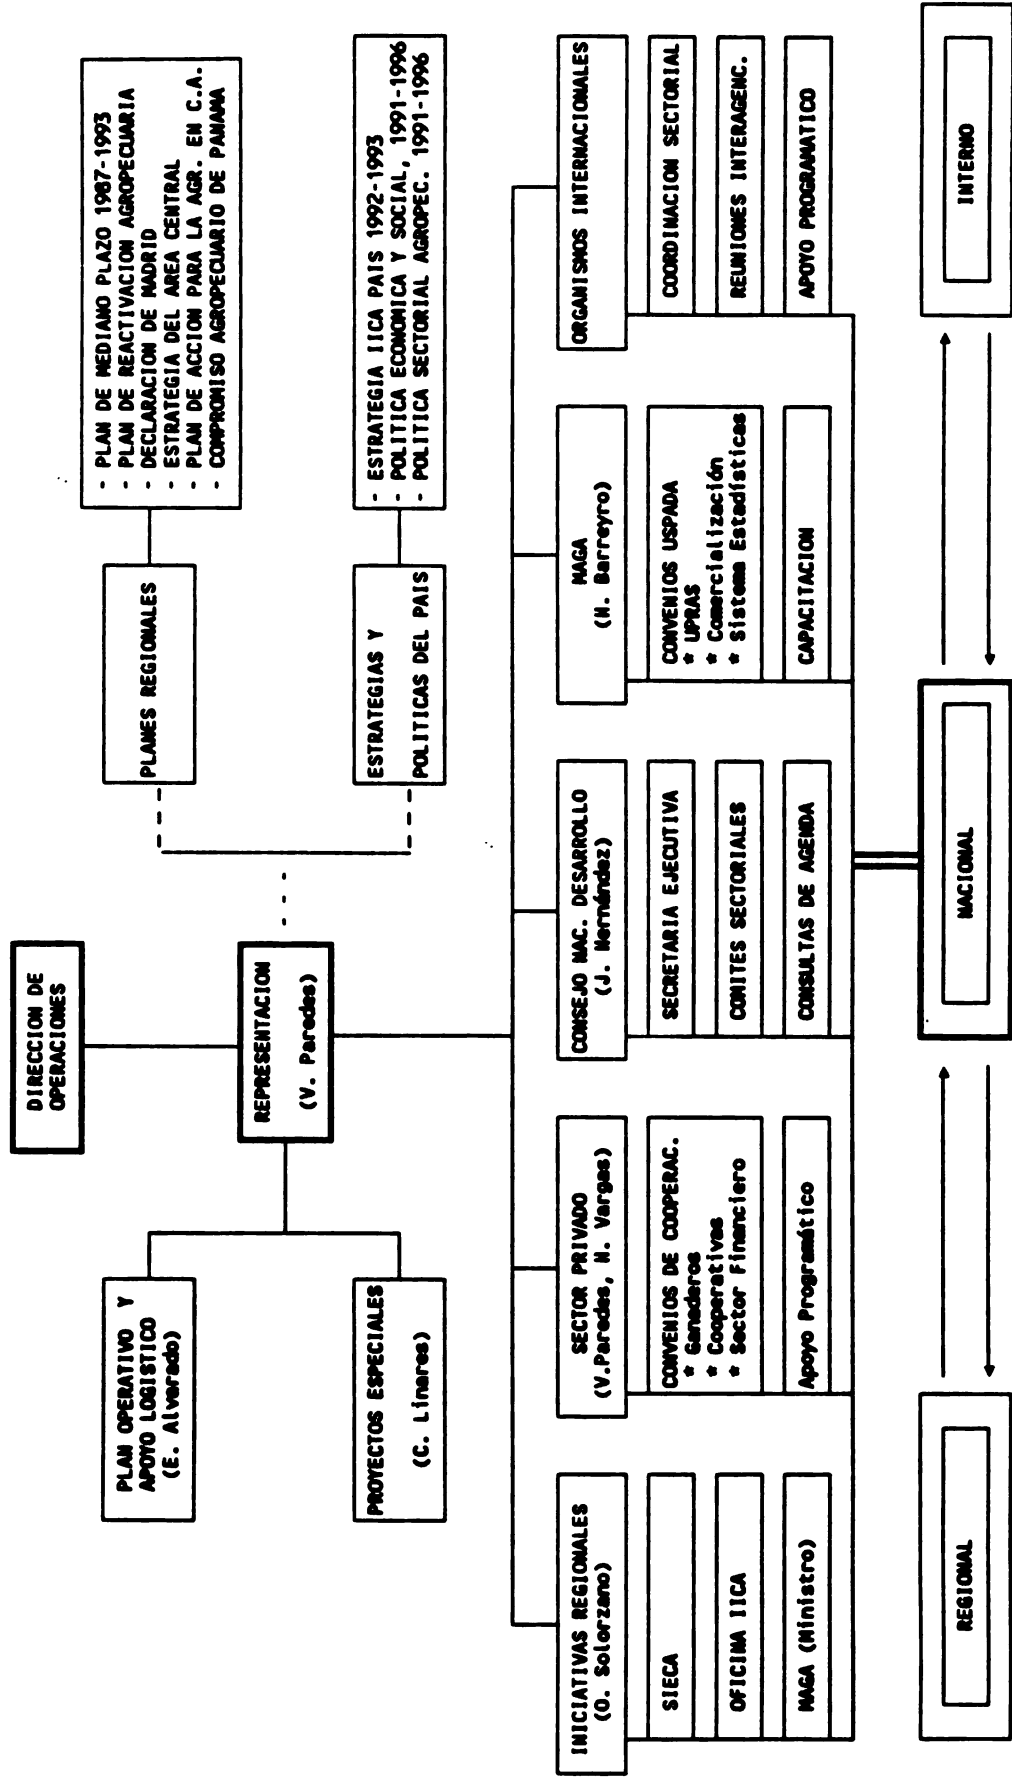 DIRECCION DE
OPERACIONES
PLAN OPERATIVO Y
APOYO LOGISTICO
(E. Alverado)
REPRESENTACION
(V. Paredes)
. . .
PLANES REGIONALES
- PLAN DE MEDIANO PLAZO 1987-1993
- PLAN DE REACTIVACION AGROPECUARIA
- DECLARACION DE MADRID
- ESTRATEGIA DEL AREA CENTRAL
- PLAN DE ACCION PARA LA AGR. EN C.A.
- COMPROMISO AGROPECUARIO DE PANAMA
PROYECTOS ESPECIALES
(C. Linares)
ESTRATEGIAS Y
POLITICAS DEL PAIS
- ESTRATEGIA IICA PAIS 1992-1993
- POLITICA ECONOMICA Y SOCIAL, 1991-1996
- POLITICA SECTORIAL AGROPEC. 1991-1996
INICIATIVAS REGIONALES
(O. Solorzano)
SIECA
OFICINA IICA
MAGA (Ministro)
SECTOR PRIVADO
(V.Paredes, H. Vargas)
CONVENIOS DE COOPERAC.
* Ganaderos
* Cooperativas
* Sector Financiero
Apoyo Programático
CONSEJO NAC. DESARROLLO
(J. Hernández)
SECRETARIA EJECUTIVA
COMITES SECTORIALES
CONSULTAS DE AGENDA
MAGA
(H. Barreyro)
CONVENIOS USPADA
* UPRAS
* Comercialización
* Sistema Estadísticas
CAPACITACION
ORGANISMOS INTERNACIONALES
COORDINACION SECTORIAL
REUNIONES INTERAGENC.
APOYO PROGRAMATICO
REGIONAL
NACIONAL
INTERNO